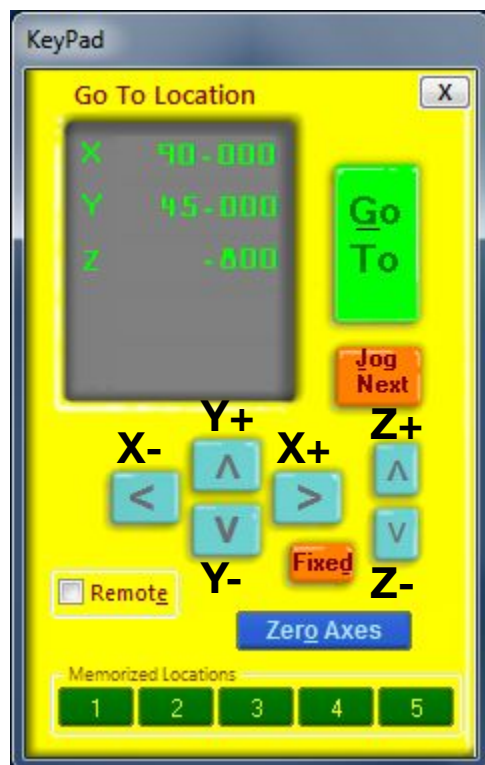 KeyPad
Go To Location
X
X 90.000
Y 45.000
Z .800
Go
To
Jog
Next
Y+
X-
X+
Z+
<
^
>
^
v
v
Y-
Fixed
Z-
Remote
Zero Axes
Memorized Locations
1 2 3 4 5